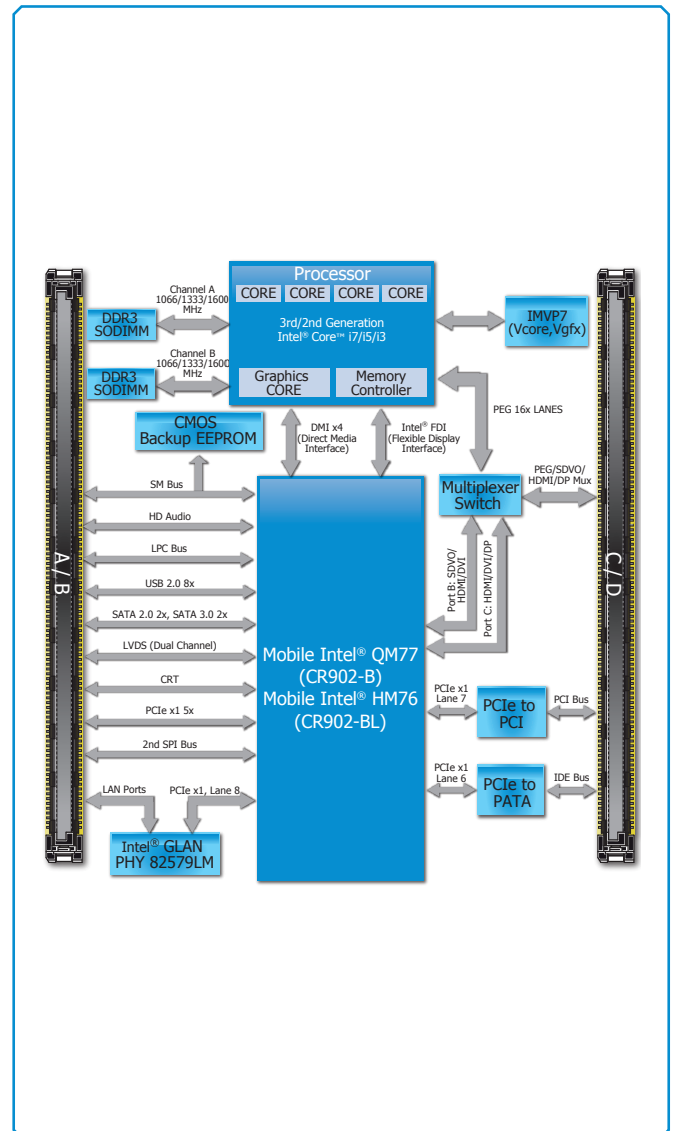 Processor
CORE CORE CORE CORE
3rd/2nd Generation
Intel® Core™ i7/i5/i3
Graphics
CORE
Memory
Controller
Channel A
1066/1333/1600
MHz
DDR3
SODIMM
Channel B
1066/1333/1600
MHz
DDR3
SODIMM
IMVP7
(Vcore,Vgfx)
CMOS
Backup EEPROM
DMI x4
(Direct Media
Interface)
Intel® FDI
(Flexible Display
Interface)
PEG 16x LANES
Multiplexer
Switch
PEG/SDVO/
HDMI/DP Mux
Port B: SDVO/
HDMI/DVI
Port C: HDMI/DVI/DP
A / B
C / D
SM Bus
HD Audio
LPC Bus
USB 2.0 8x
SATA 2.0 2x, SATA 3.0 2x
LVDS (Dual Channel)
CRT
PCIe x1 5x
2nd SPI Bus
LAN Ports
PCIe x1, Lane 8
Intel® GLAN
PHY 82579LM
Mobile Intel® QM77
(CR902-B)
Mobile Intel® HM76
(CR902-BL)
PCIe x1
Lane 7
PCIe to
PCI
PCI Bus
PCIe x1
Lane 6
PCIe to
PATA
IDE Bus